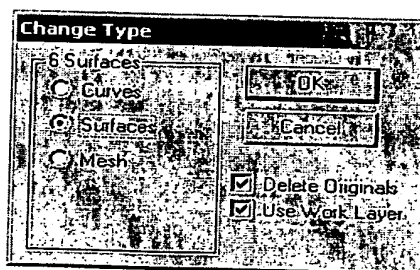 Change Type
6 Surfaces
Curves
Surfaces
Mesh
OK
Cancel
Delete Originals
Use Work Layer